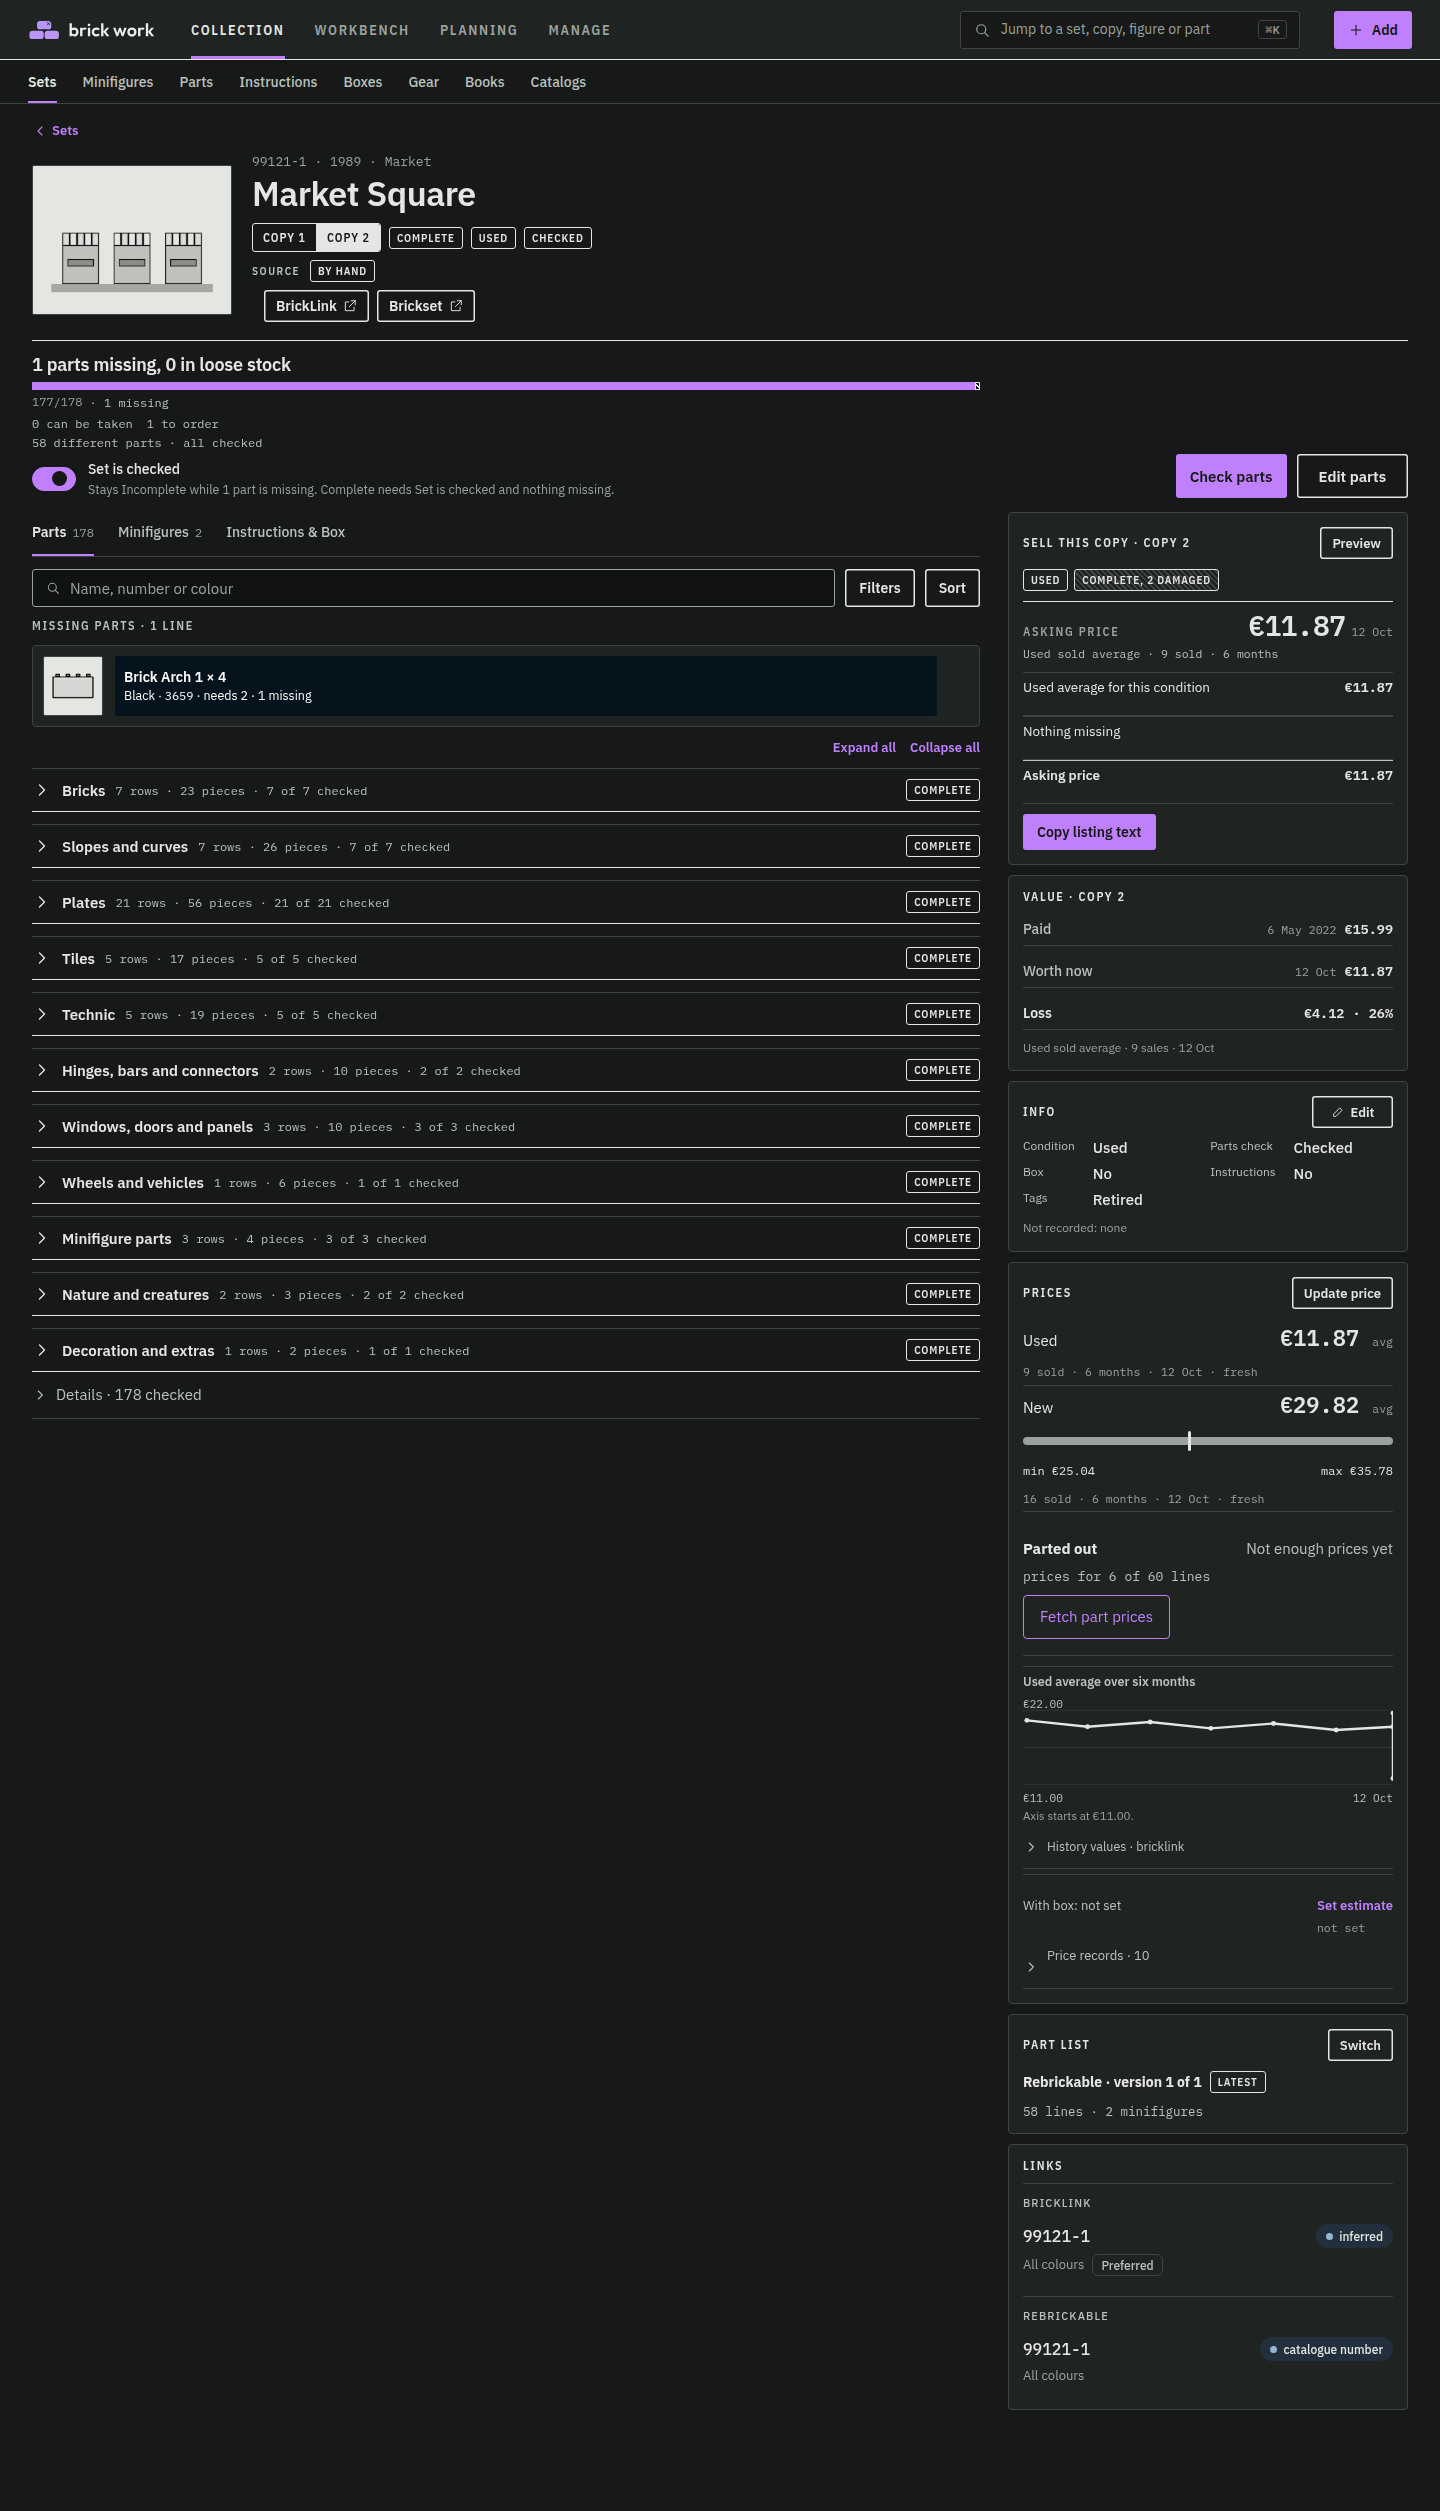 brick work
COLLECTION WORKBENCH PLANNING MANAGE
Jump to a set, copy, figure or part ⌘K
+ Add
Sets Minifigures Parts Instructions Boxes Gear Books Catalogs
Sets
99121-1 · 1989 · Market
Market Square
COPY 1 COPY 2 COMPLETE USED CHECKED
SOURCE BY HAND
BrickLink Brickset
1 parts missing, 0 in loose stock
177/178 · 1 missing
0 can be taken 1 to order
58 different parts · all checked
Set is checked
Stays Incomplete while 1 part is missing. Complete needs Set is checked and nothing missing.
Check parts Edit parts
Parts 178 Minifigures 2 Instructions & Box
Name, number or colour
Filters Sort
MISSING PARTS · 1 LINE
Brick Arch 1 × 4
Black · 3659 · needs 2 · 1 missing
Expand all Collapse all
Bricks 7 rows · 23 pieces · 7 of 7 checked COMPLETE
Slopes and curves 7 rows · 26 pieces · 7 of 7 checked COMPLETE
Plates 21 rows · 56 pieces · 21 of 21 checked COMPLETE
Tiles 5 rows · 17 pieces · 5 of 5 checked COMPLETE
Technic 5 rows · 19 pieces · 5 of 5 checked COMPLETE
Hinges, bars and connectors 2 rows · 10 pieces · 2 of 2 checked COMPLETE
Windows, doors and panels 3 rows · 10 pieces · 3 of 3 checked COMPLETE
Wheels and vehicles 1 rows · 6 pieces · 1 of 1 checked COMPLETE
Minifigure parts 3 rows · 4 pieces · 3 of 3 checked COMPLETE
Nature and creatures 2 rows · 3 pieces · 2 of 2 checked COMPLETE
Decoration and extras 1 rows · 2 pieces · 1 of 1 checked COMPLETE
Details · 178 checked
SELL THIS COPY · COPY 2 Preview
USED COMPLETE, 2 DAMAGED
ASKING PRICE €11.87 12 Oct
Used sold average · 9 sold · 6 months
Used average for this condition €11.87
Nothing missing
Asking price €11.87
Copy listing text
VALUE · COPY 2
Paid 6 May 2022 €15.99
Worth now 12 Oct €11.87
Loss €4.12 · 26%
Used sold average · 9 sales · 12 Oct
INFO Edit
Condition Used Parts check Checked
Box No Instructions No
Tags Retired
Not recorded: none
PRICES Update price
Used €11.87 avg
9 sold · 6 months · 12 Oct · fresh
New €29.82 avg
min €25.04 max €35.78
16 sold · 6 months · 12 Oct · fresh
Parted out Not enough prices yet
prices for 6 of 60 lines
Fetch part prices
Used average over six months
€22.00
€11.00 12 Oct
Axis starts at €11.00.
History values · bricklink
With box: not set Set estimate
not set
Price records · 10
PART LIST Switch
Rebrickable · version 1 of 1 LATEST
58 lines · 2 minifigures
LINKS
BRICKLINK
99121-1 inferred
All colours Preferred
REBRICKABLE
99121-1 catalogue number
All colours